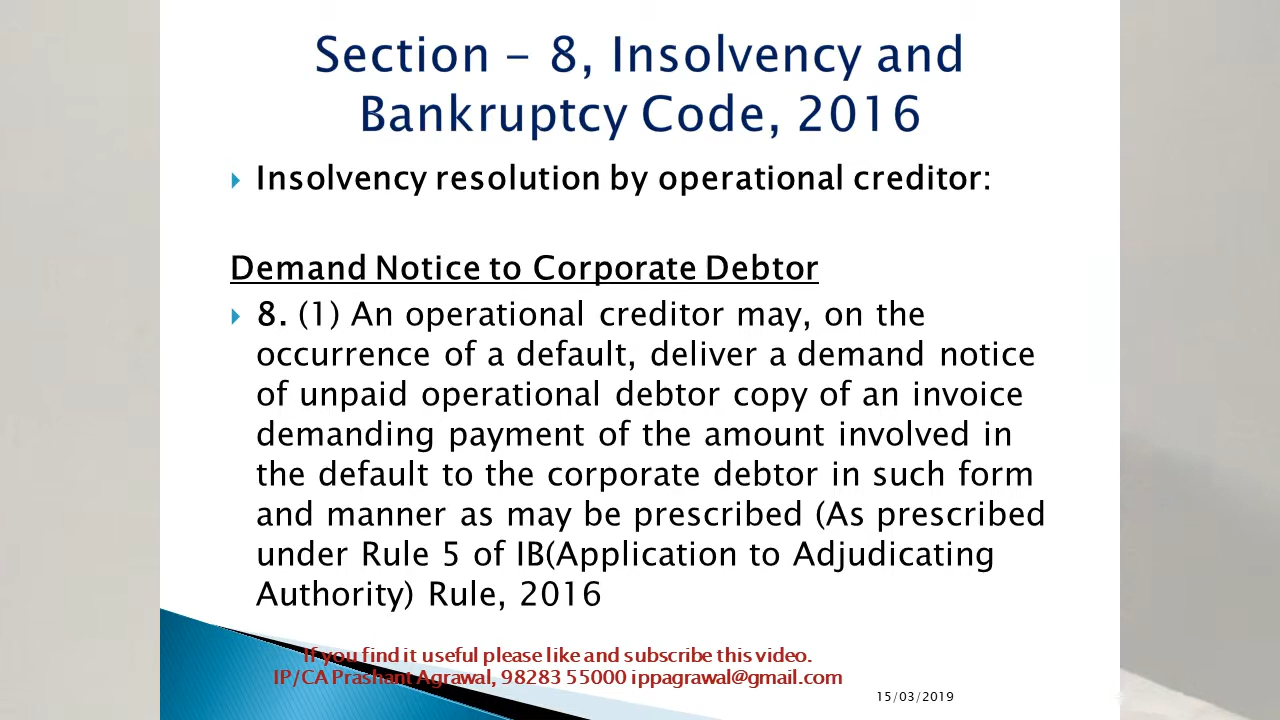 Section - 8, Insolvency and
Bankruptcy Code, 2016
Insolvency resolution by operational creditor:
Demand Notice to Corporate Debtor
8. (1) An operational creditor may, on the
occurrence of a default, deliver a demand notice
of unpaid operational debtor copy of an invoice
demanding payment of the amount involved in
the default to the corporate debtor in such form
and manner as may be prescribed (As prescribed
under Rule 5 of IB(Application to Adjudicating
Authority) Rule, 2016
If you find it useful please like and subscribe this video.
IP/CA Prashant Agrawal, 98283 55000 ippagrawal@gmail.com
15/03/2019